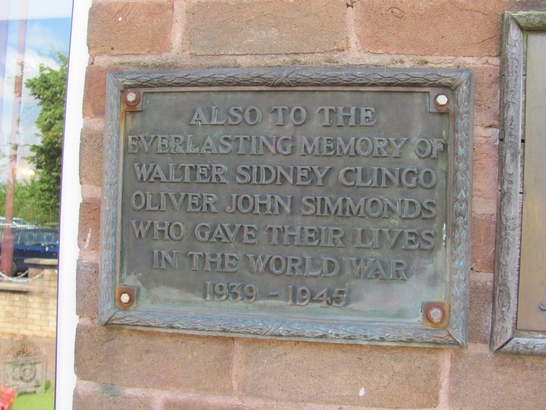 ALSO TO THE
EVERLASTING MEMORY OF
WALTER SIDNEY CLINGO
OLIVER JOHN SIMMONDS
WHO GAVE THEIR LIVES
IN THE WORLD WAR
1939 - 1945